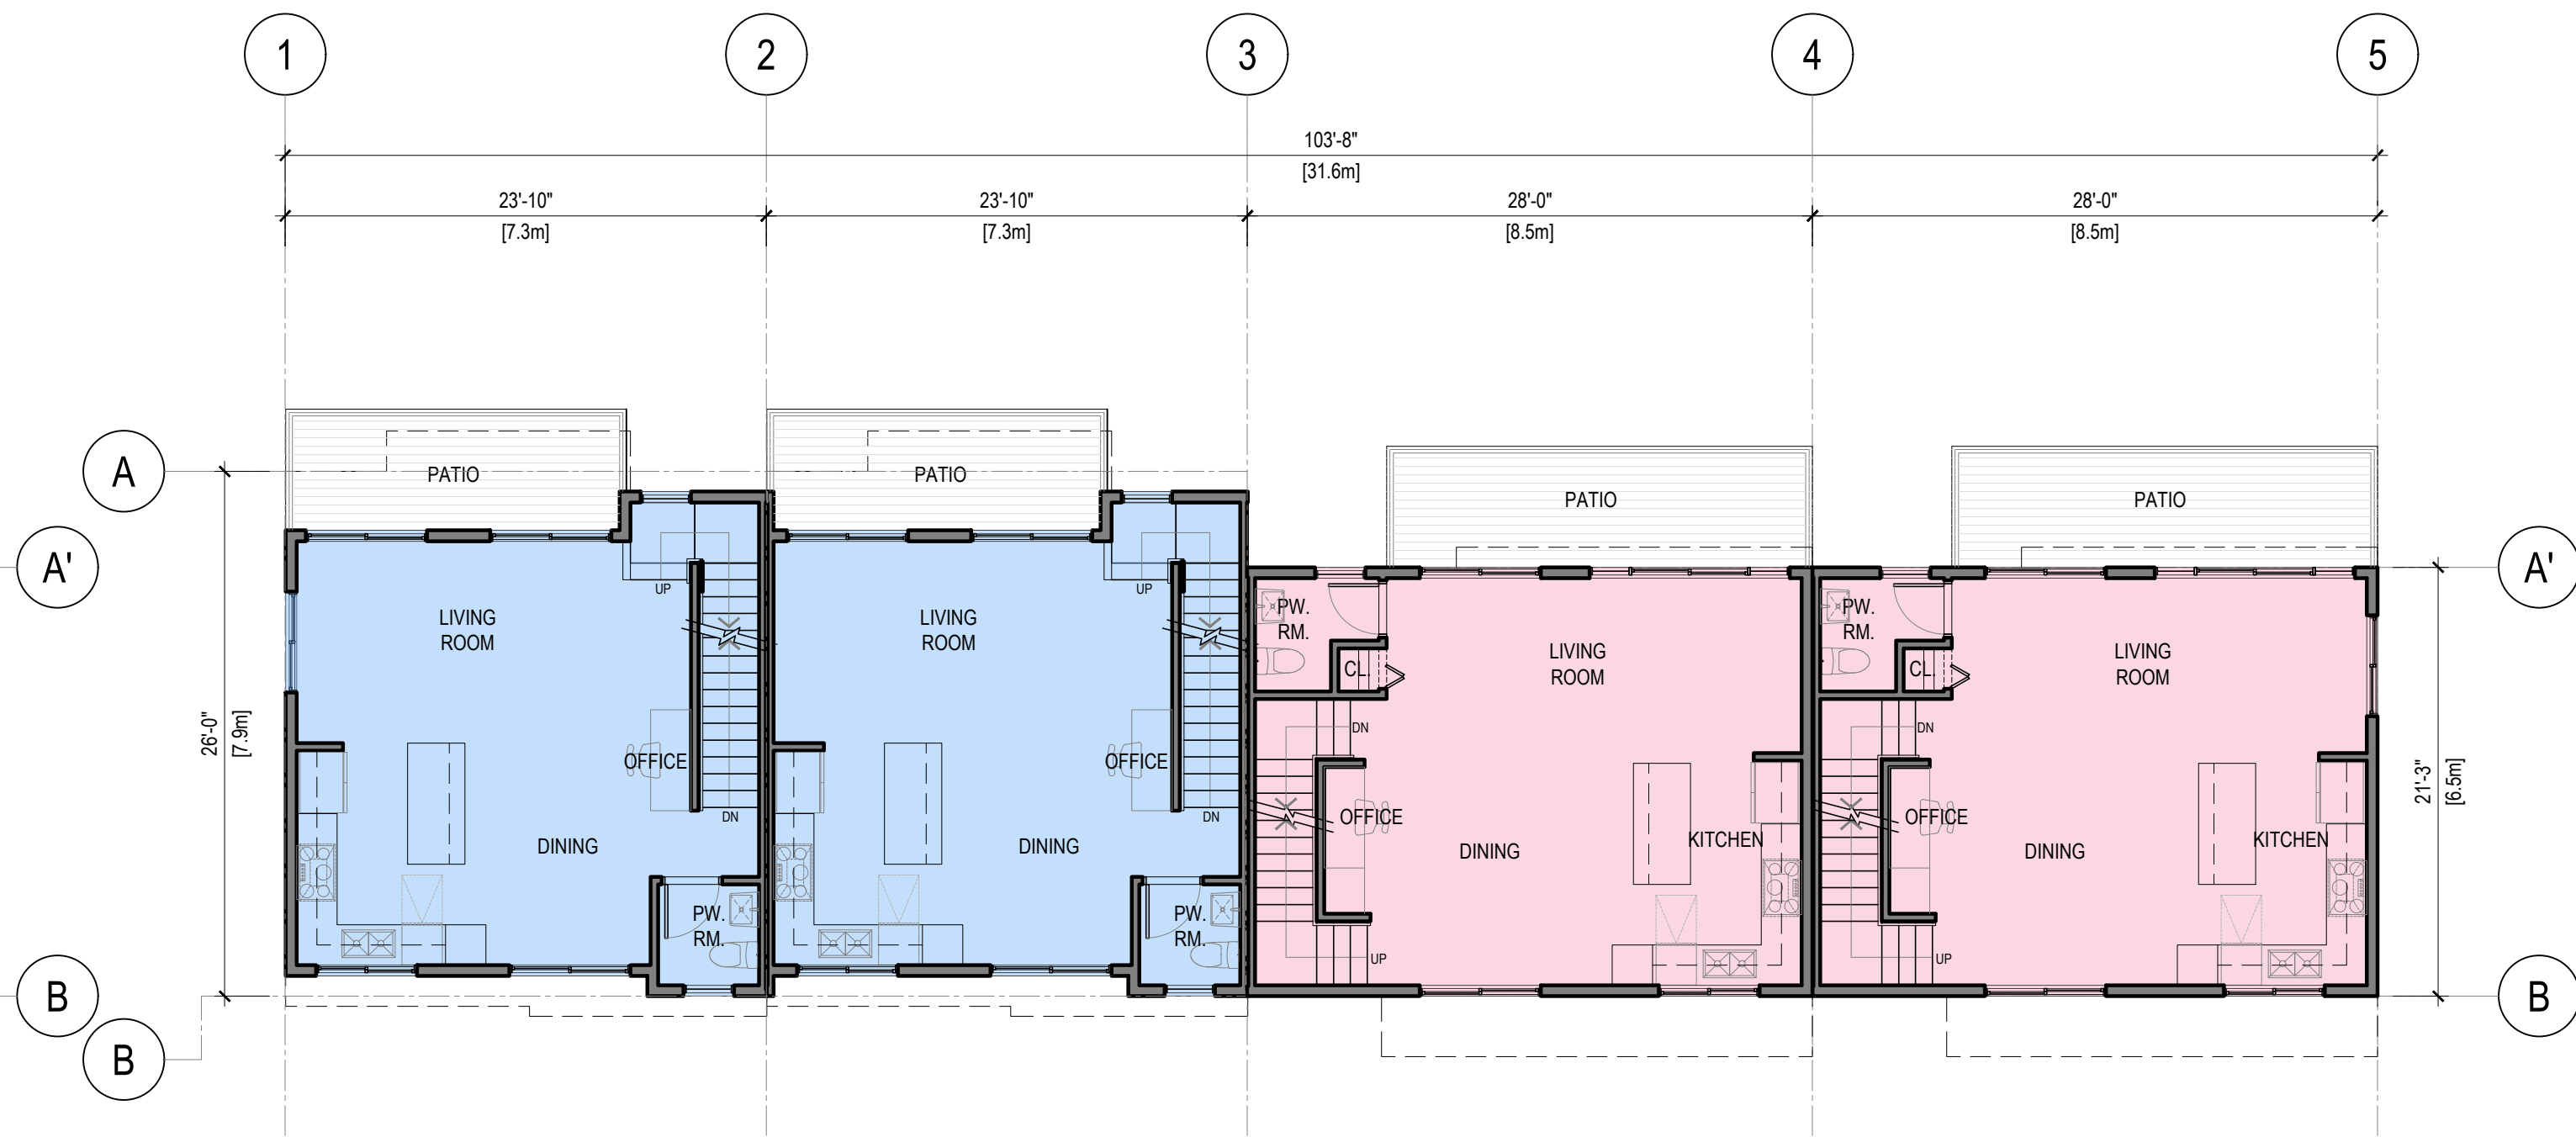 1 2 3 4 5
103'-8"
[31.6m]
23'-10" 23'-10" 28'-0" 28'-0"
[7.3m] [7.3m] [8.5m] [8.5m]
A
PATIO PATIO
PATIO PATIO
A' A'
UP UP
LIVING LIVING
ROOM ROOM
PW. PW.
RM. RM.
LIVING LIVING
ROOM ROOM
CL. CL.
DN DN
26'-0"
[7.9m]
OFFICE OFFICE
21'-3"
[6.5m]
DN DN
OFFICE OFFICE
KITCHEN KITCHEN
DINING DINING
DINING DINING
PW. PW.
RM. RM.
UP UP
B B
B